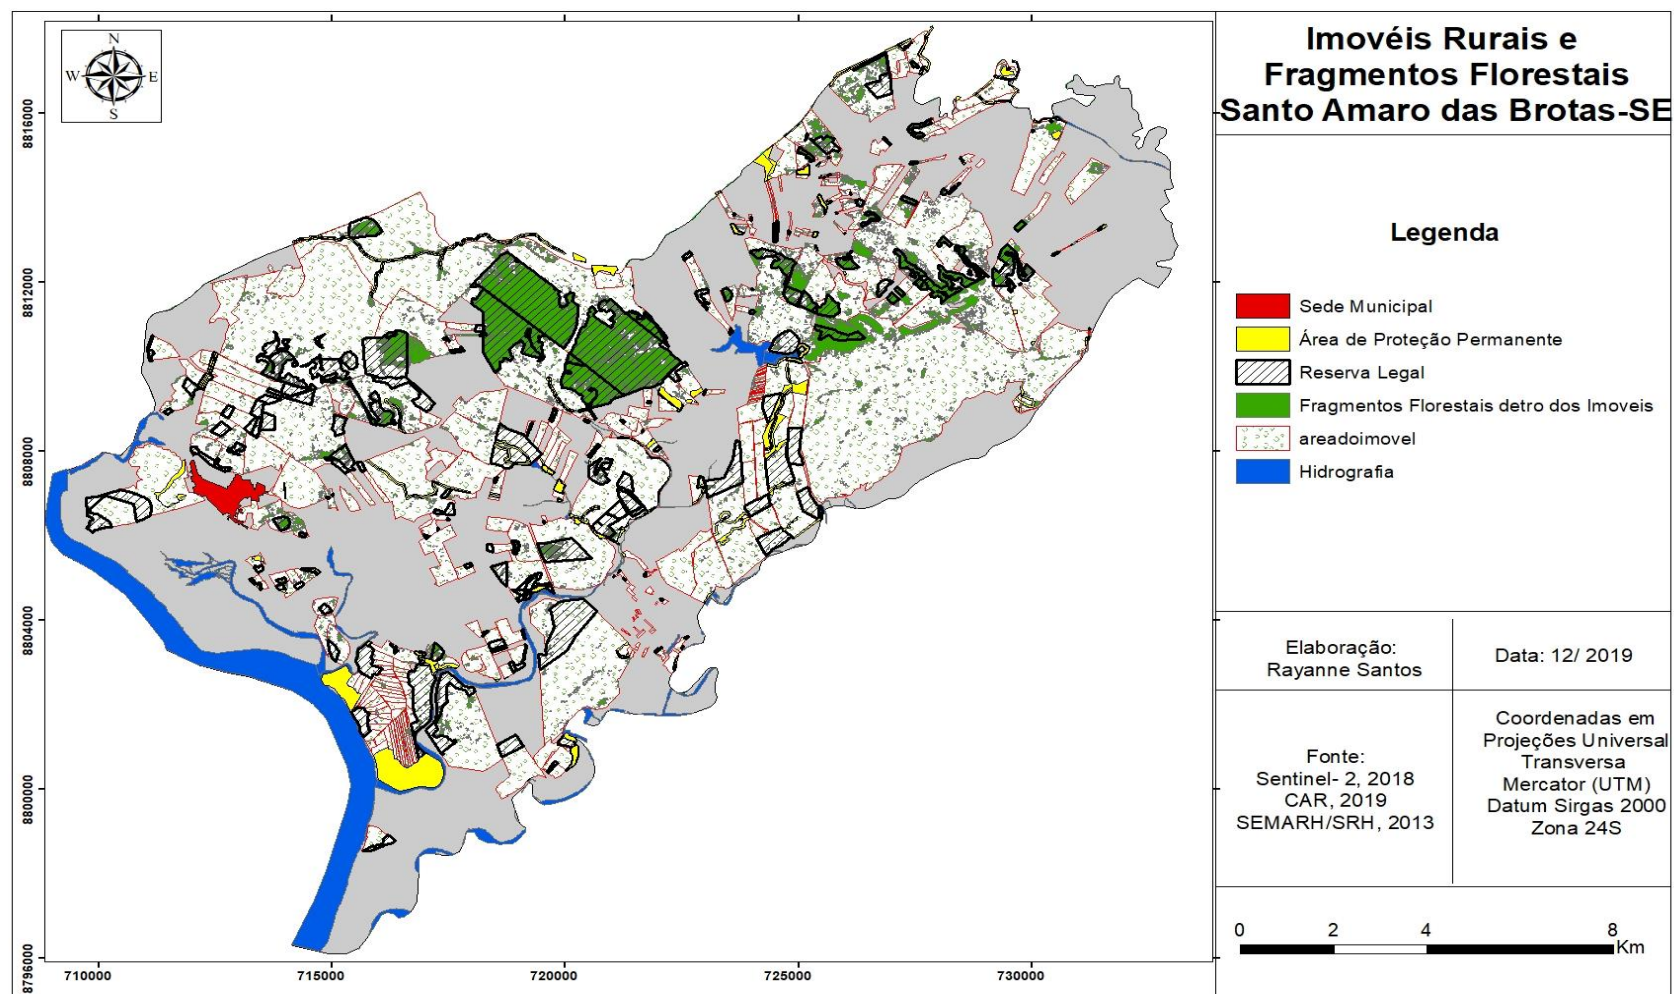 Imovéis Rurais e
Fragmentos Florestais
Santo Amaro das Brotas-SE
N
W
E
S
8816000
8812000
8808000
8804000
8800000
8796000
710000
715000
720000
725000
730000
Legenda
Sede Municipal
Área de Proteção Permanente
Reserva Legal
Fragmentos Florestais detro dos Imoveis
areadoimovel
Hidrografia
Elaboração:
Rayanne Santos
Data: 12/ 2019
Fonte:
Sentinel- 2, 2018
CAR, 2019
SEMARH/SRH, 2013
Coordenadas em
Projeções Universal
Transversa
Mercator (UTM)
Datum Sirgas 2000
Zona 24S
0 2 4 8
Km